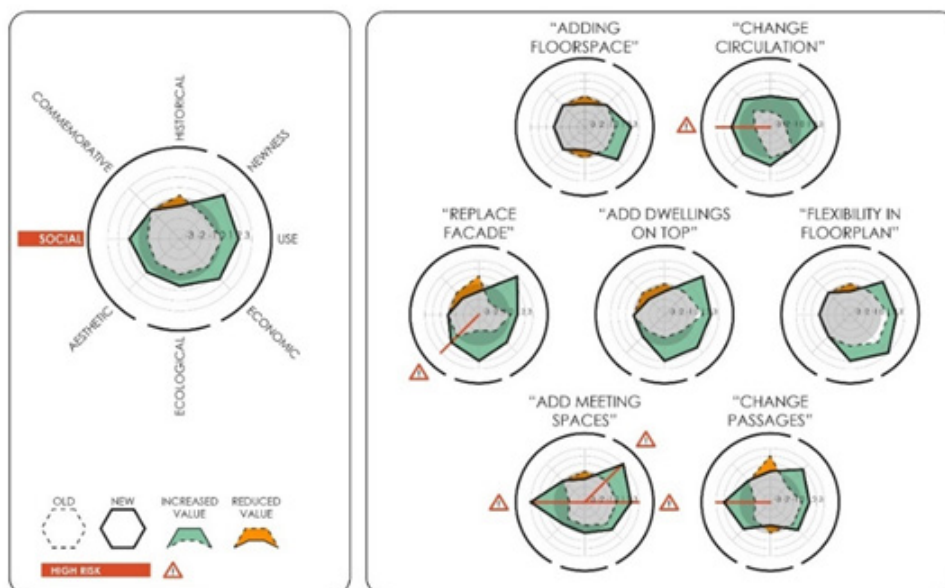 HISTORICAL
COMMEMORATIVE
NEWNESS
SOCIAL
USE
AESTHETIC
ECONOMIC
ECOLOGICAL
OLD
NEW
INCREASED
VALUE
REDUCED
VALUE
HIGH RISK
"ADDING
FLOORSPACE"
"CHANGE
CIRCULATION"
"REPLACE
FACADE"
"ADD DWELLINGS
ON TOP"
"FLEXIBILITY IN
FLOORPLAN"
"ADD MEETING
SPACES"
"CHANGE
PASSAGES"